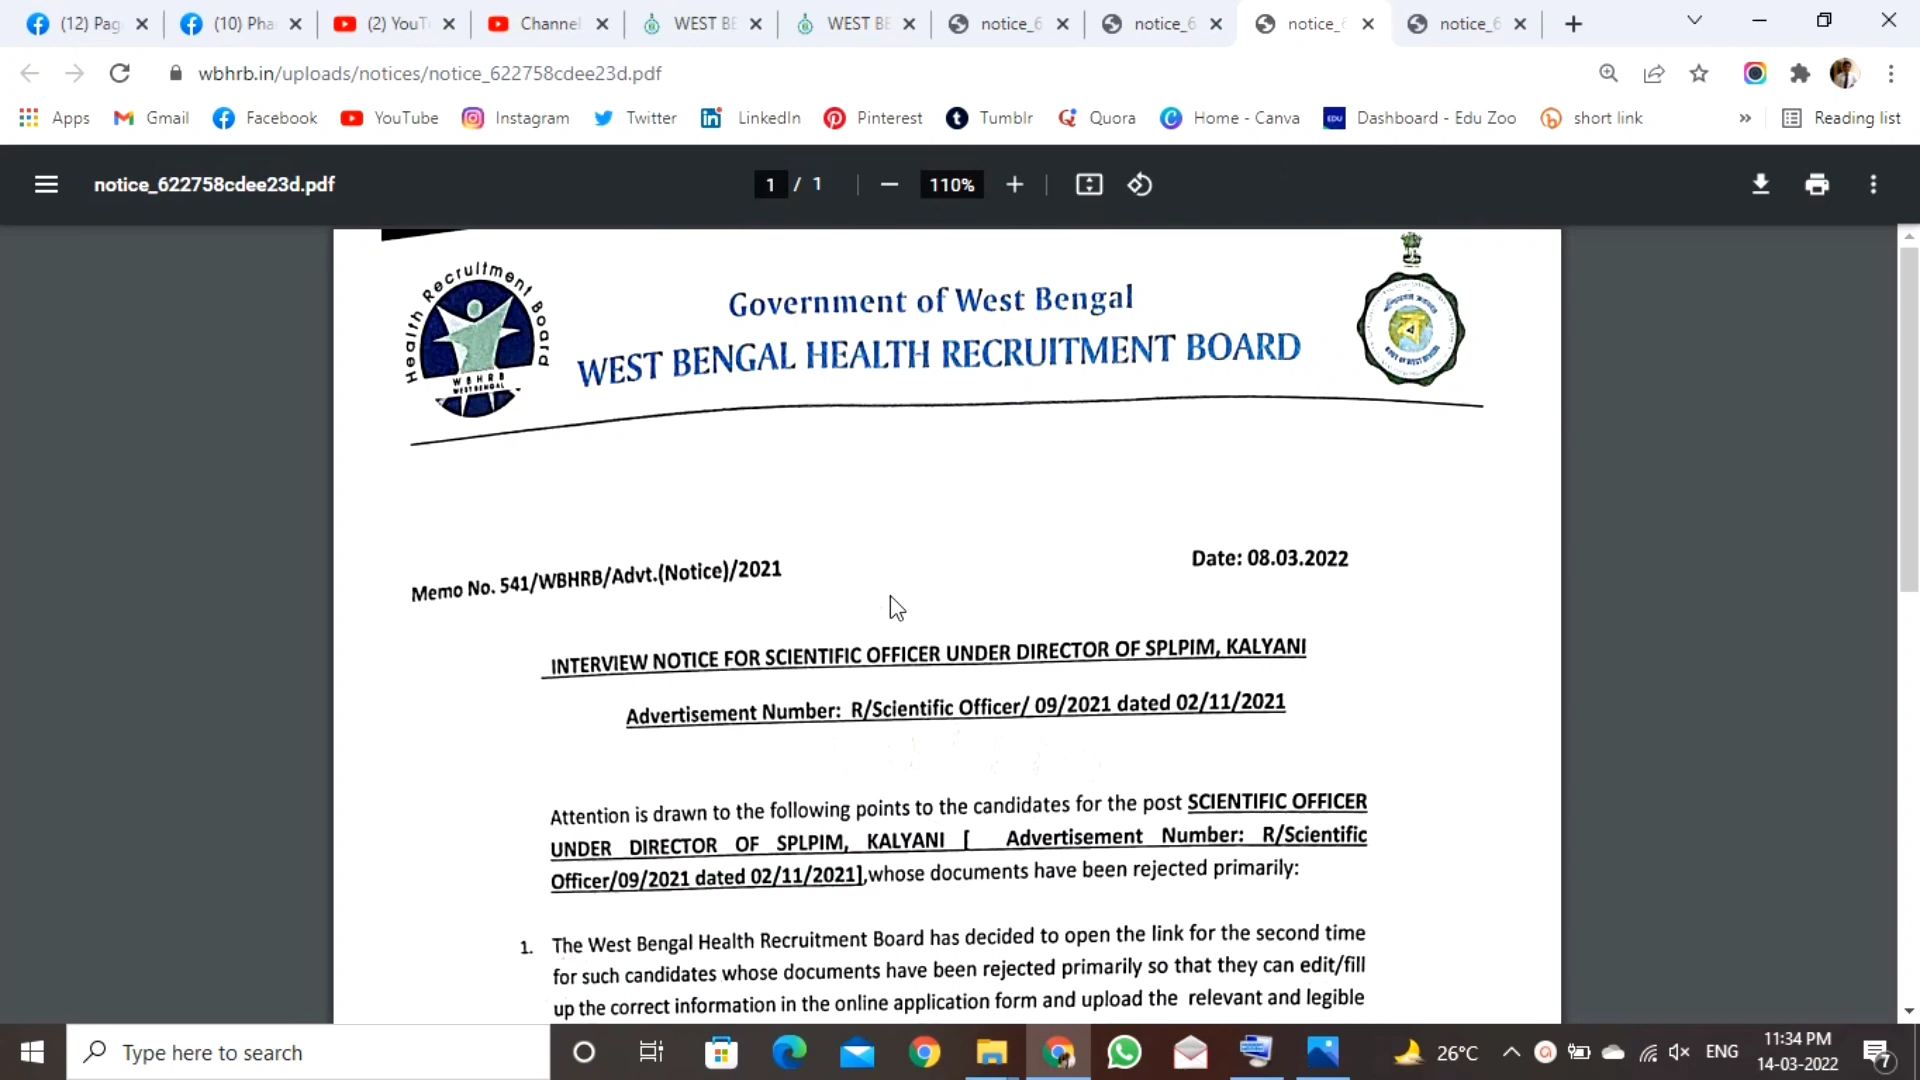 (12) Pag
(10) Pha
(2) YouT
Channel
WEST BE
WEST BE
notice_6
notice_6
notice_6
notice_6
wbhrb.in/uploads/notices/notice_622758cdee23d.pdf
Apps
Gmail
Facebook
YouTube
Instagram
Twitter
LinkedIn
Pinterest
Tumblr
Quora
Home - Canva
EDU
Dashboard - Edu Zoo
short link
»
Reading list
notice_622758cdee23d.pdf
1 / 1
110%
Health Recruitment Board
WBHRB
WEST BENGAL
Government of West Bengal
WEST BENGAL HEALTH RECRUITMENT BOARD
Memo No. 541/WBHRB/Advt.(Notice)/2021
Date: 08.03.2022
INTERVIEW NOTICE FOR SCIENTIFIC OFFICER UNDER DIRECTOR OF SPLPIM, KALYANI
Advertisement Number: R/Scientific Officer/ 09/2021 dated 02/11/2021
Attention is drawn to the following points to the candidates for the post SCIENTIFIC OFFICER
UNDER DIRECTOR OF SPLPIM, KALYANI [ Advertisement Number: R/Scientific
Officer/09/2021 dated 02/11/2021],whose documents have been rejected primarily:
1. The West Bengal Health Recruitment Board has decided to open the link for the second time
for such candidates whose documents have been rejected primarily so that they can edit/fill
up the correct information in the online application form and upload the relevant and legible
Type here to search
26°C
ENG
11:34 PM
14-03-2022
7